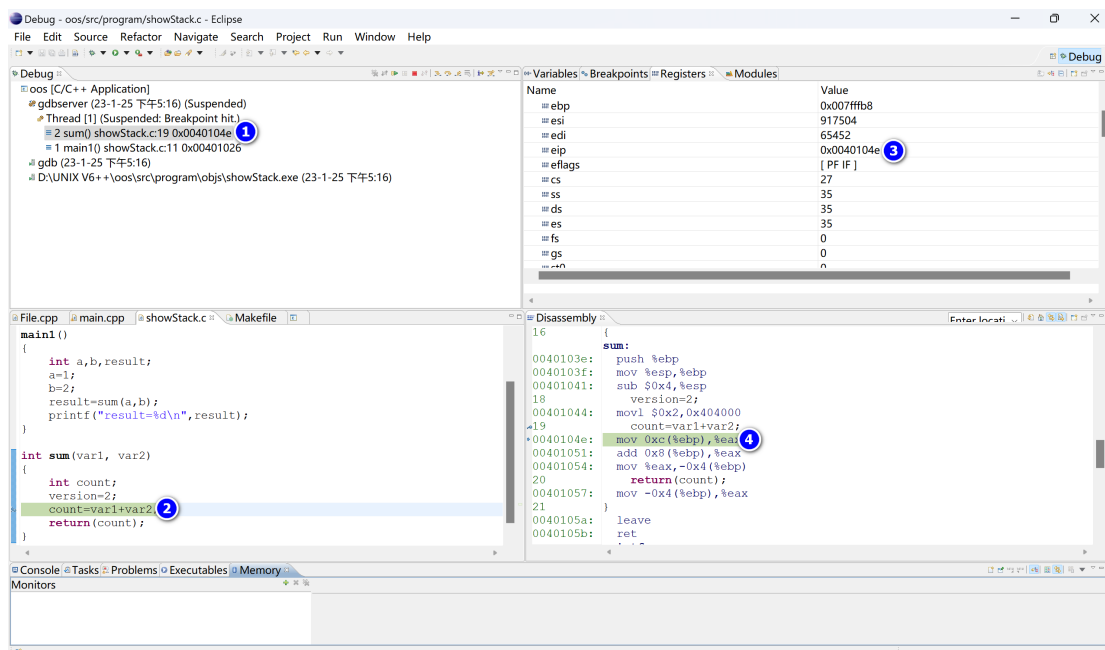 Debug - oos/src/program/showStack.c - Eclipse
File Edit Source Refactor Navigate Search Project Run Window Help
Debug
Debug
oos [C/C++ Application]
gdbserver (23-1-25 下午5:16) (Suspended)
Thread [1] (Suspended: Breakpoint hit.)
2 sum() showStack.c:19 0x0040104e 1
1 main1() showStack.c:11 0x00401026
gdb (23-1-25 下午5:16)
D:\UNIX V6++\oos\src\program\objs\showStack.exe (23-1-25 下午5:16)
Variables Breakpoints Registers Modules
Name Value
ebp 0x007fffb8
esi 917504
edi 65452
eip 0x0040104e 3
eflags [ PF IF ]
cs 27
ss 35
ds 35
es 35
fs 0
gs 0
st0 0
File.cpp main.cpp showStack.c Makefile
main1()
{
int a,b,result;
a=1;
b=2;
result=sum(a,b);
printf("result=%d\n",result);
}
int sum(var1, var2)
{
int count;
version=2;
count=var1+var2 2
return(count);
}
Disassembly
Enter locati
16 {
sum:
0040103e: push %ebp
0040103f: mov %esp,%ebp
00401041: sub $0x4,%esp
18 version=2;
00401044: movl $0x2,0x404000
19 count=var1+var2;
0040104e: mov 0xc(%ebp),%eax 4
00401051: add 0x8(%ebp),%eax
00401054: mov %eax,-0x4(%ebp)
20 return(count);
00401057: mov -0x4(%ebp),%eax
21 }
0040105a: leave
0040105b: ret
Console Tasks Problems Executables Memory
Monitors